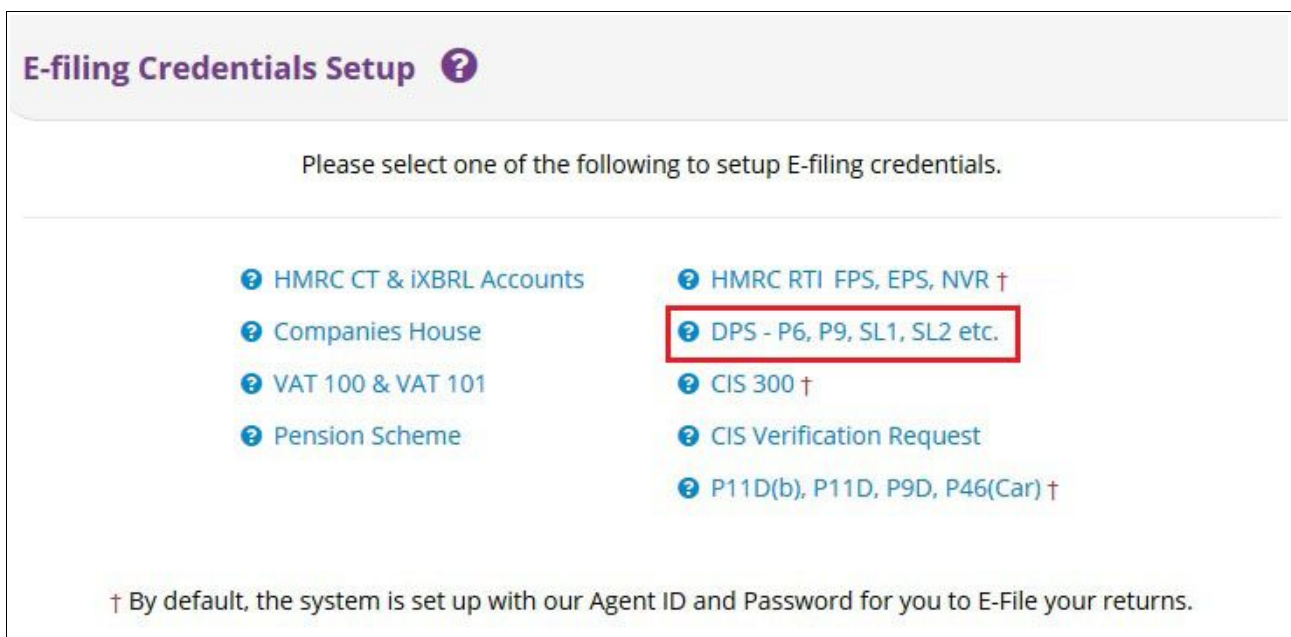 E-filing Credentials Setup ?
Please select one of the following to setup E-filing credentials.
? HMRC CT & iXBRL Accounts
? Companies House
? VAT 100 & VAT 101
? Pension Scheme
? HMRC RTI FPS, EPS, NVR †
? DPS - P6, P9, SL1, SL2 etc.
? CIS 300 †
? CIS Verification Request
? P11D(b), P11D, P9D, P46(Car) †
† By default, the system is set up with our Agent ID and Password for you to E-File your returns.